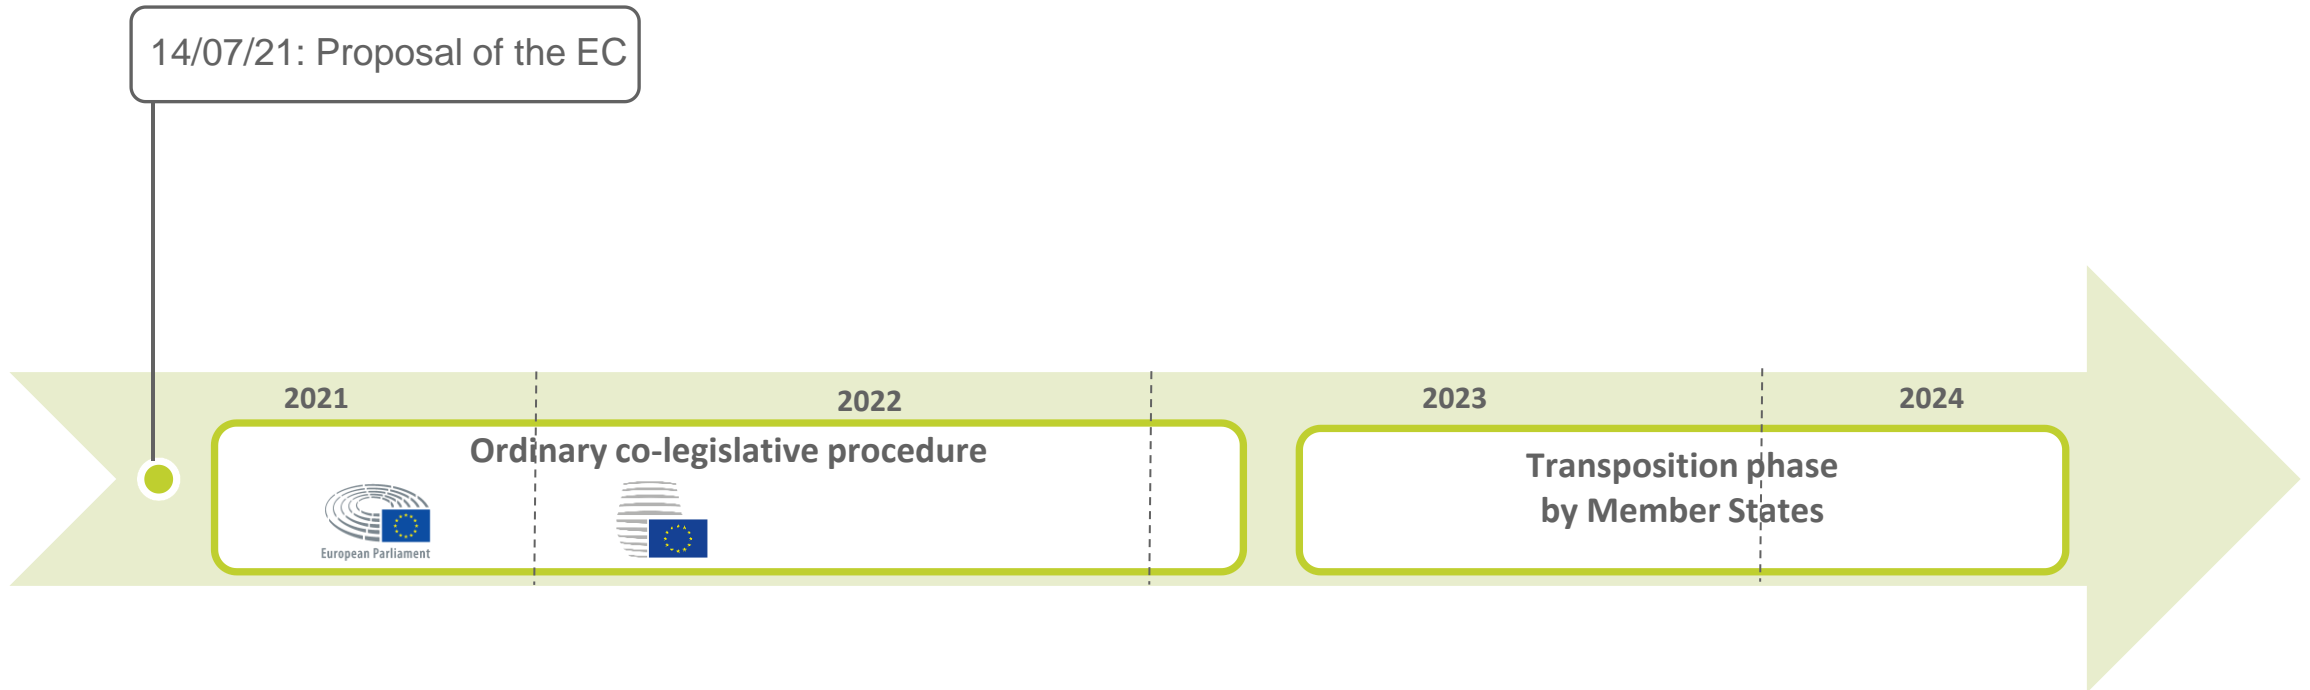 14/07/21: Proposal of the EC
2021
2022
2023
2024
Ordinary co-legislative procedure
European Parliament
Transposition phase
by Member States